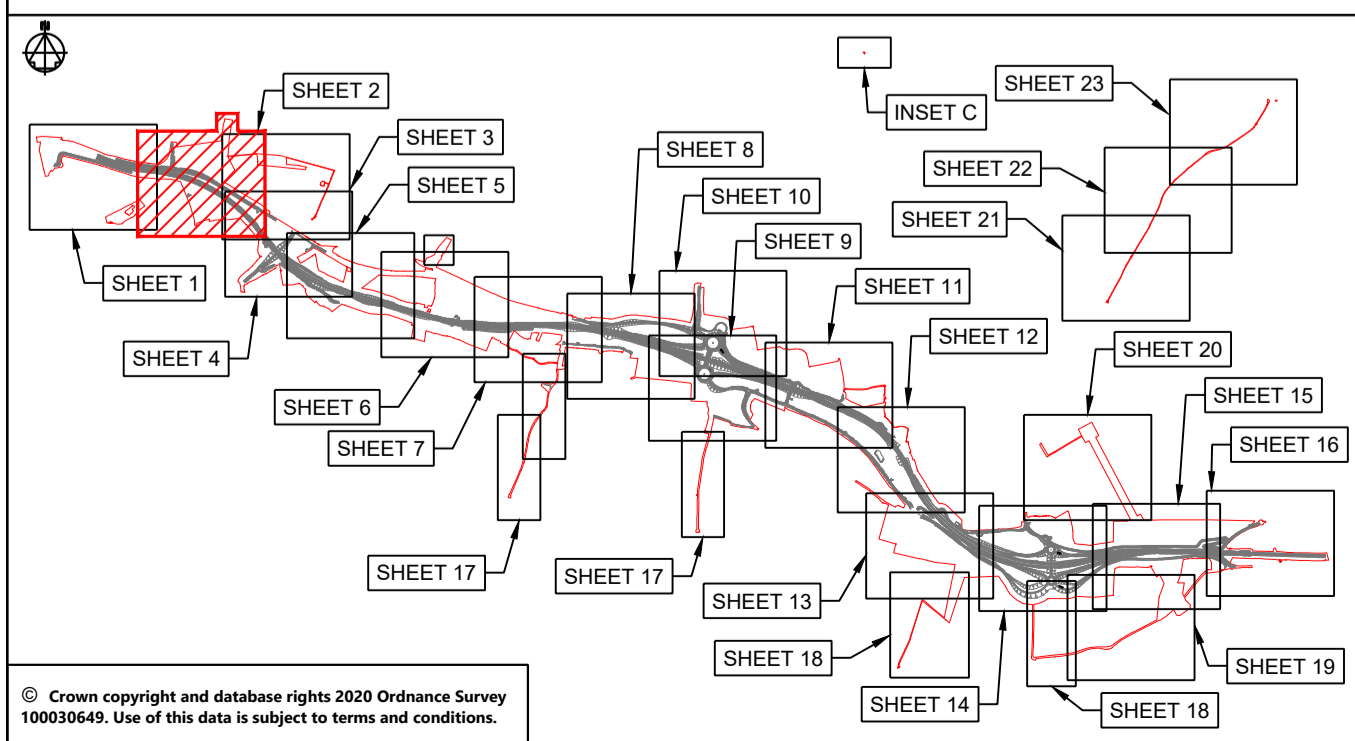 SHEET 2
SHEET 3
SHEET 5
SHEET 8
SHEET 10
SHEET 9
SHEET 11
SHEET 12
INSET C
SHEET 23
SHEET 22
SHEET 21
SHEET 20
SHEET 15
SHEET 16
SHEET 1
SHEET 4
SHEET 6
SHEET 7
SHEET 17
SHEET 17
SHEET 13
SHEET 18
SHEET 14
SHEET 18
SHEET 19
© Crown copyright and database rights 2020 Ordnance Survey
100030649. Use of this data is subject to terms and conditions.